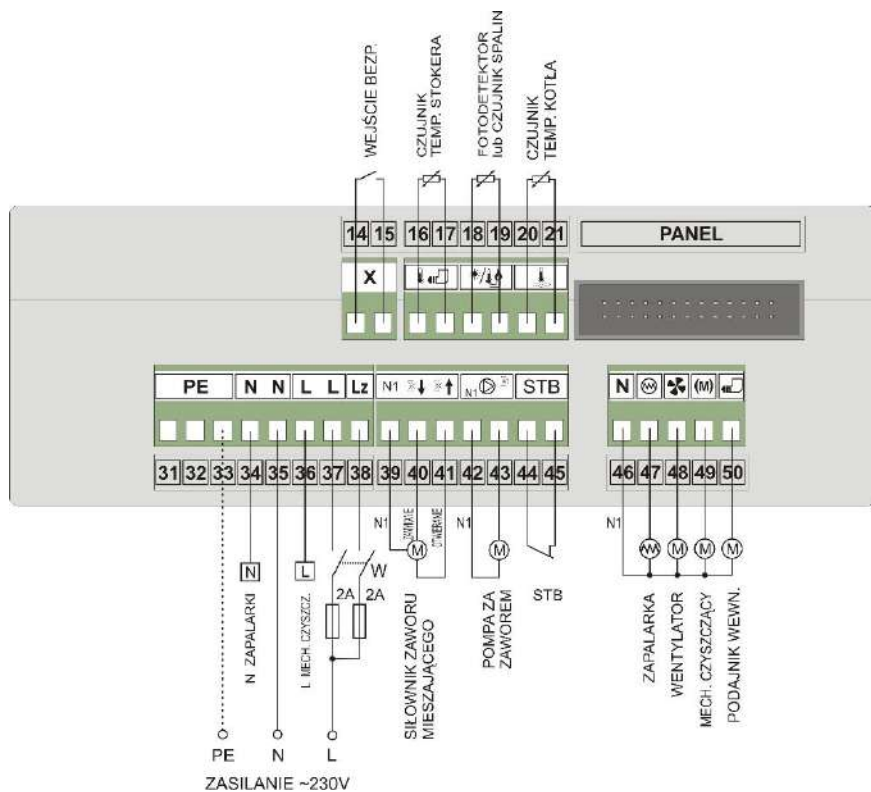 WEJŚCIE BEZP.
CZUJNIK
TEMP. STOKERA
FOTODETEKTOR
lub CZUJNIK SPALIN
CZUJNIK
TEMP. KOTŁA
14 15 16 17 18 19 20 21 PANEL
X
PE N N L L Lz N1 N1 STB N (M)
31 32 33 34 35 36 37 38 39 40 41 42 43 44 45 46 47 48 49 50
N1 ZAMYKANIE OTWIERANIE N1 N1
M M M M M
N L W
2A 2A
STB
N ZAPALARKI
L MECH. CZYSZCZ.
SIŁOWNIK ZAWORU
MIESZAJĄCEGO
POMPA ZA
ZAWOREM
ZAPALARKA
WENTYLATOR
MECH. CZYSZCZĄCY
PODAJNIK WEWN.
PE N L
ZASILANIE ~230V